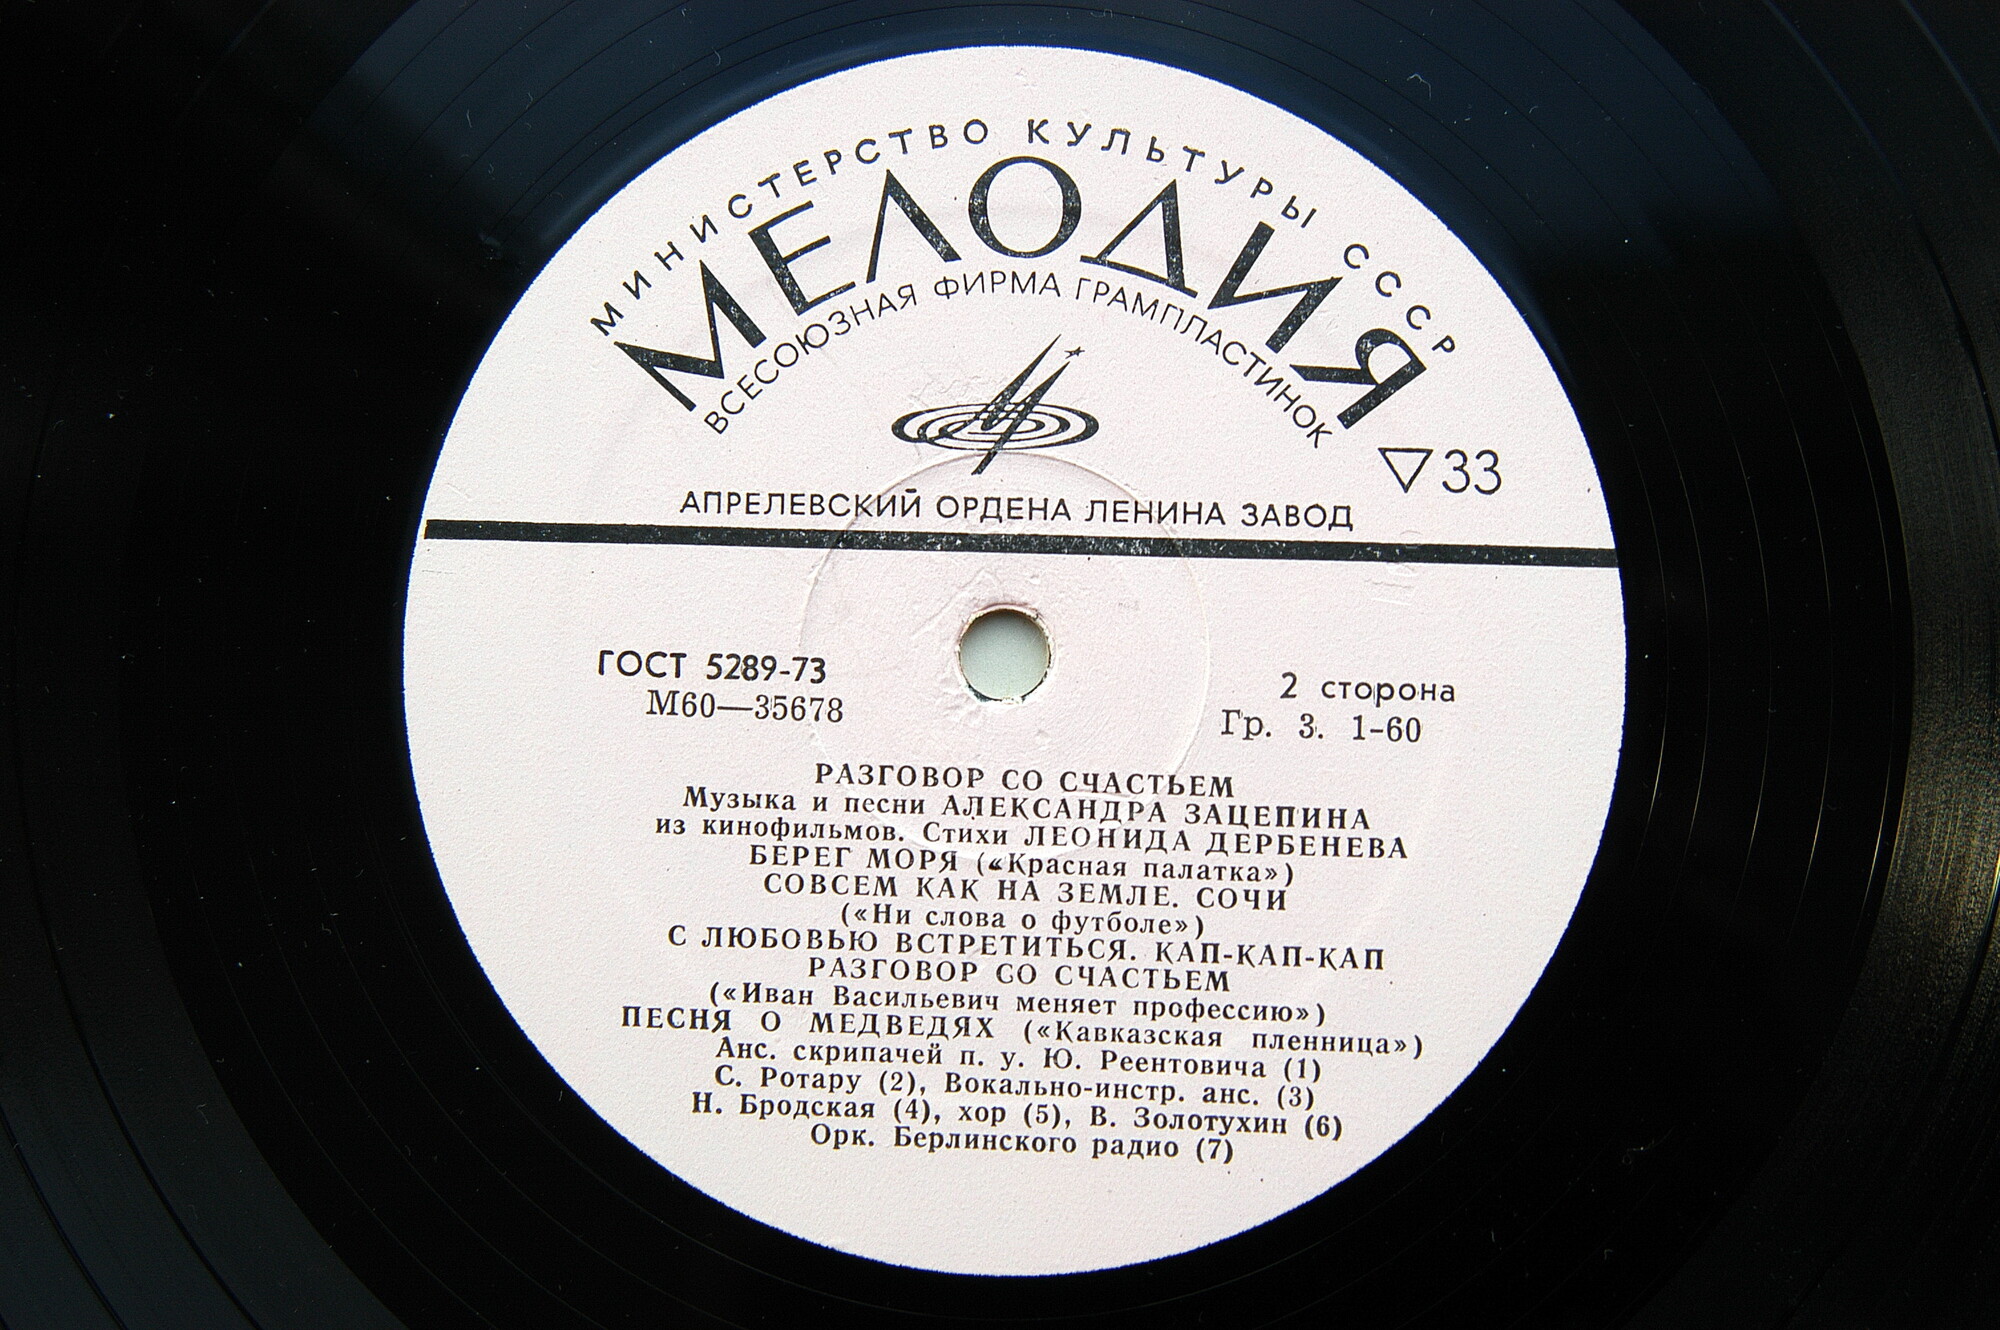 МИНИСТЕРСТВО КУЛЬТУРЫ СССР
МЕЛОДИЯ
ВСЕСОЮЗНАЯ ФИРМА ГРАМПЛАСТИНОК
▽33
АПРЕЛЕВСКИЙ ОРДЕНА ЛЕНИНА ЗАВОД
ГОСТ 5289-73
М60—35678
2 сторона
Гр. 3. 1-60
РАЗГОВОР СО СЧАСТЬЕМ
Музыка и песни АЛЕКСАНДРА ЗАЦЕПИНА
из кинофильмов. Стихи ЛЕОНИДА ДЕРБЕНЕВА
БЕРЕГ МОРЯ («Красная палатка»)
СОВСЕМ КАК НА ЗЕМЛЕ. СОЧИ
(«Ни слова о футболе»)
С ЛЮБОВЬЮ ВСТРЕТИТЬСЯ. КАП-КАП-КАП
РАЗГОВОР СО СЧАСТЬЕМ
(«Иван Васильевич меняет профессию»)
ПЕСНЯ О МЕДВЕДЯХ («Кавказская пленница»)
Анс. скрипачей п. у. Ю. Реентовича (1)
С. Ротару (2), Вокально-инстр. анс. (3)
Н. Бродская (4), хор (5), В. Золотухин (6)
Орк. Берлинского радио (7)